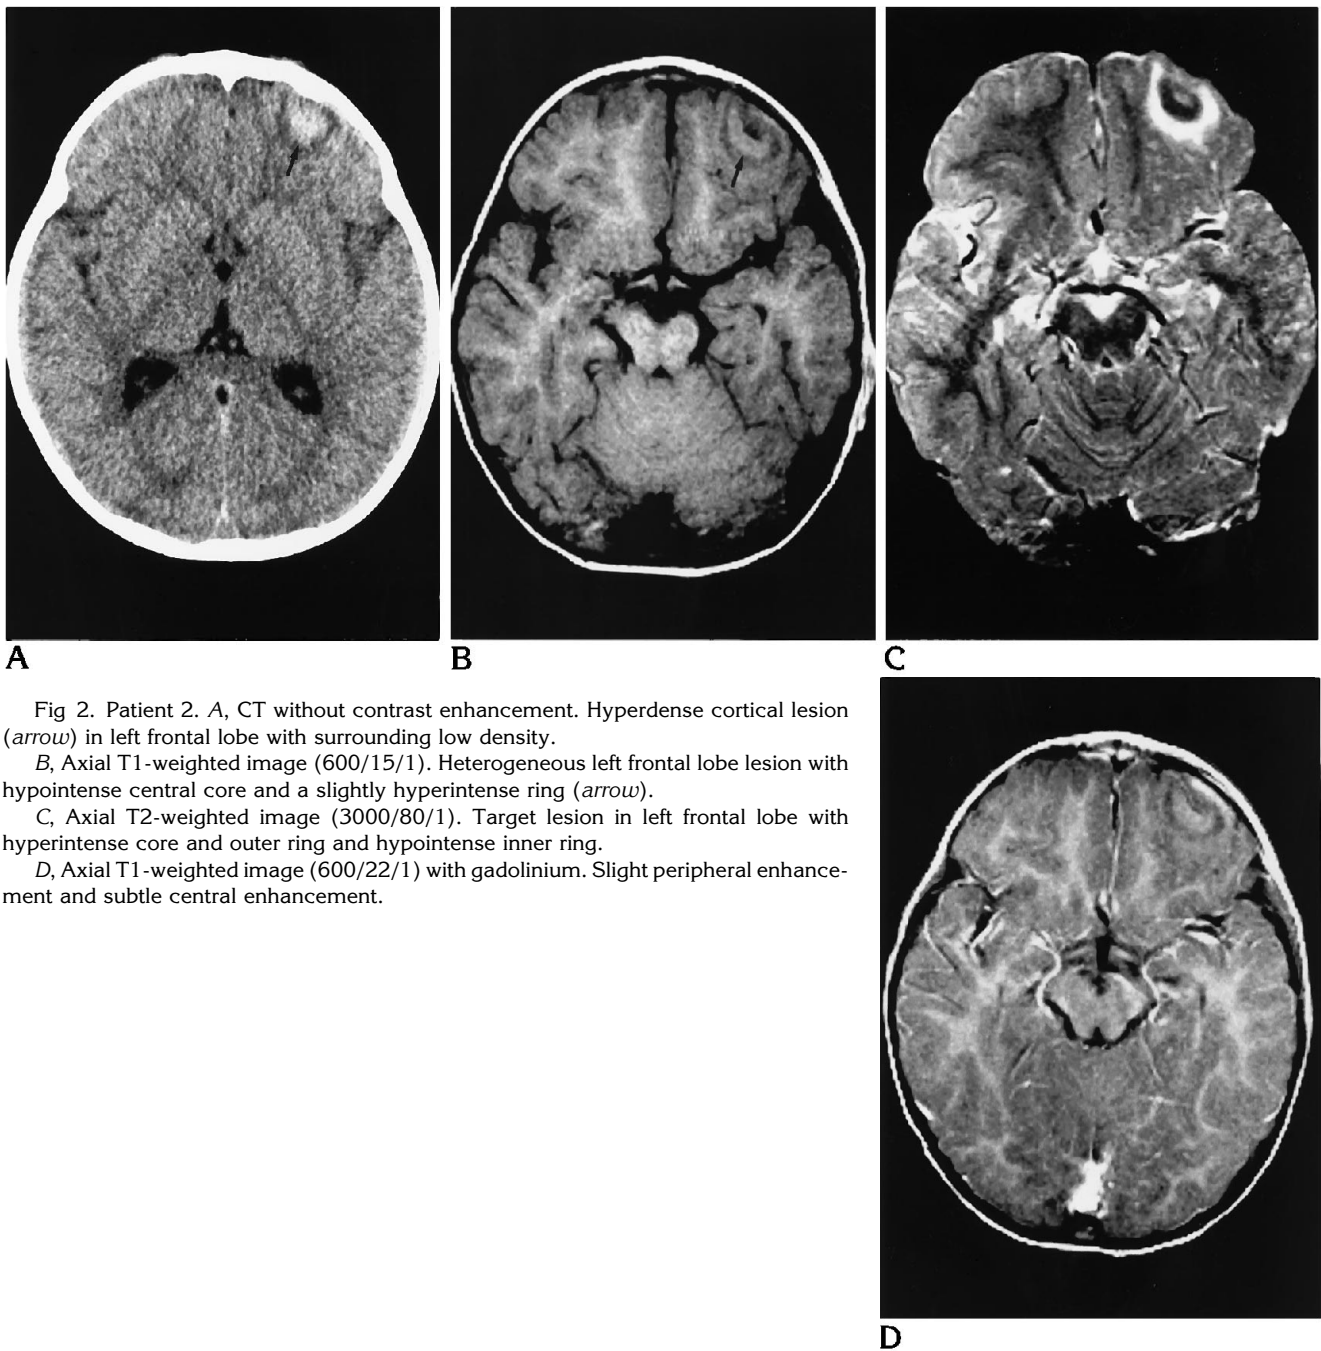 A
B
C
Fig 2. Patient 2. A, CT without contrast enhancement. Hyperdense cortical lesion
(arrow) in left frontal lobe with surrounding low density.
B, Axial T1-weighted image (600/15/1). Heterogeneous left frontal lobe lesion with
hypointense central core and a slightly hyperintense ring (arrow).
C, Axial T2-weighted image (3000/80/1). Target lesion in left frontal lobe with
hyperintense core and outer ring and hypointense inner ring.
D, Axial T1-weighted image (600/22/1) with gadolinium. Slight peripheral enhance-
ment and subtle central enhancement.
D